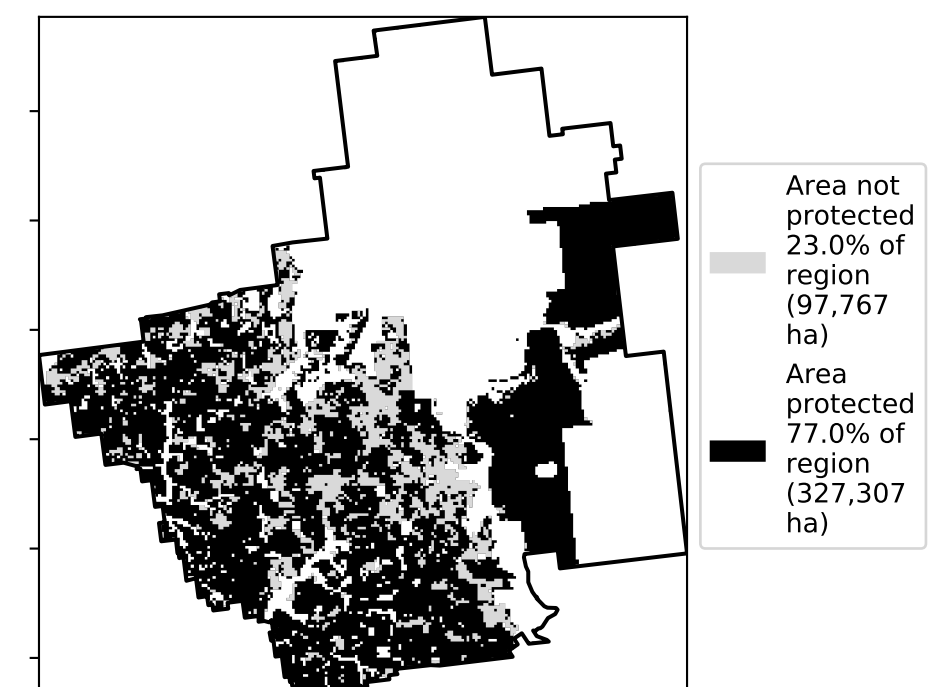 Area not
protected
23.0% of
region
(97,767
ha)
Area
protected
77.0% of
region
(327,307
ha)